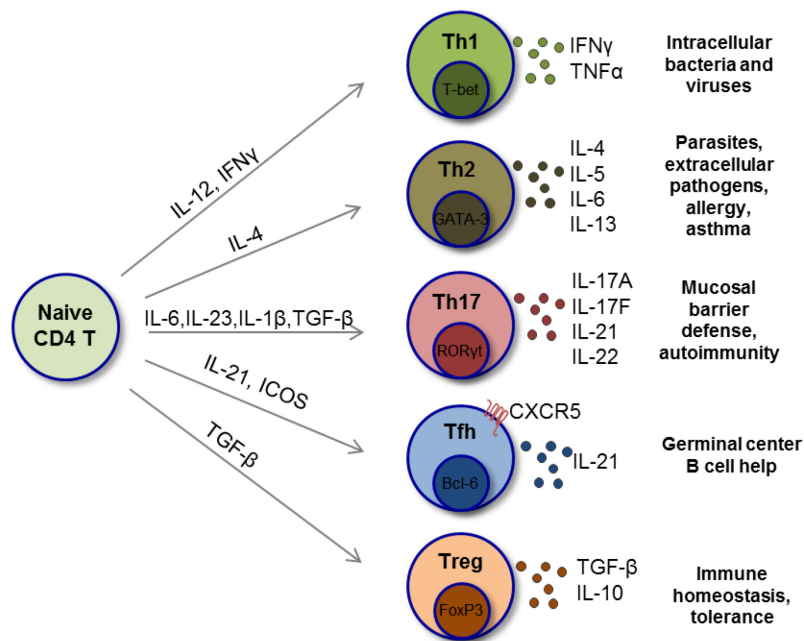 Naive
CD4 T
IL-12, IFNγ
IL-4
IL-6,IL-23,IL-1β,TGF-β
IL-21, ICOS
TGF-β
Th1
T-bet
IFNγ
TNFα
Intracellular
bacteria and
viruses
Th2
GATA-3
IL-4
IL-5
IL-6
IL-13
Parasites,
extracellular
pathogens,
allergy,
asthma
Th17
RORγt
IL-17A
IL-17F
IL-21
IL-22
Mucosal
barrier
defense,
autoimmunity
CXCR5
Tfh
Bcl-6
IL-21
Germinal center
B cell help
Treg
FoxP3
TGF-β
IL-10
Immune
homeostasis,
tolerance